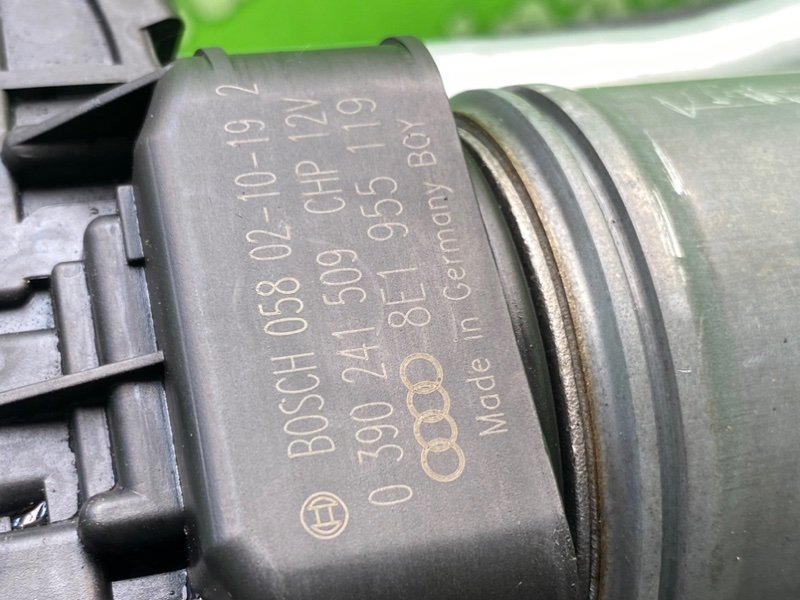 BOSCH 058 02-10-19 2
0 390 241 509 CHP 12V
8E1 955 119
Made in Germany BOY